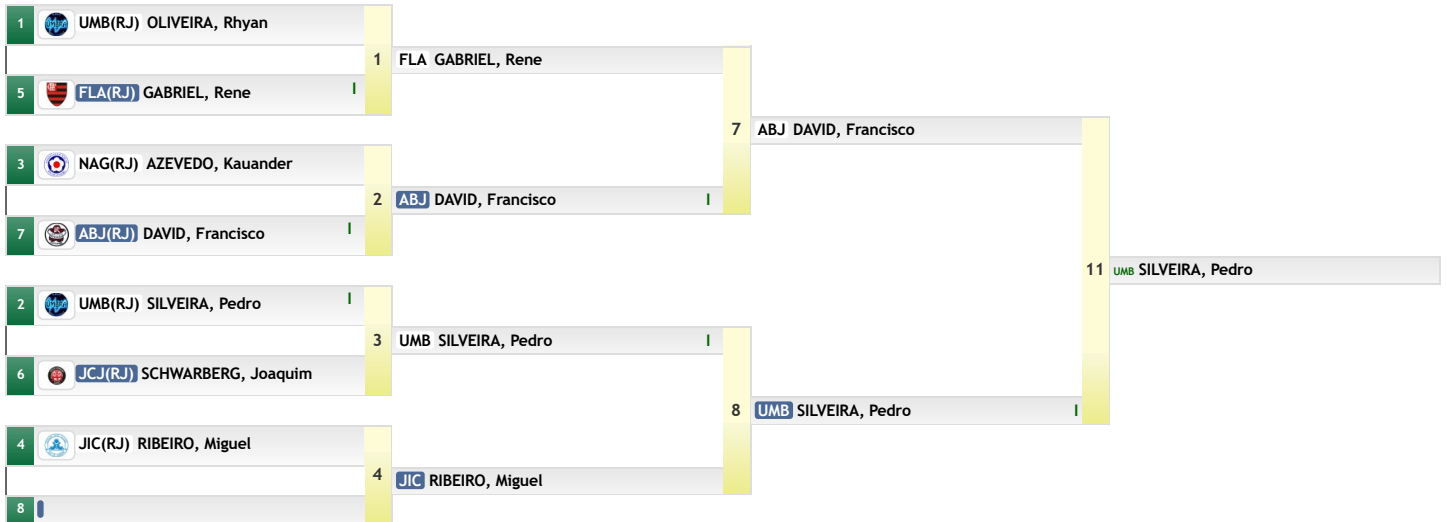 1 UMB(RJ) OLIVEIRA, Rhyan
1 FLA GABRIEL, Rene
5 FLA(RJ) GABRIEL, Rene I
7 ABJ DAVID, Francisco
3 NAG(RJ) AZEVEDO, Kauander
2 ABJ DAVID, Francisco I
7 ABJ(RJ) DAVID, Francisco I
11 UMB SILVEIRA, Pedro
2 UMB(RJ) SILVEIRA, Pedro I
3 UMB SILVEIRA, Pedro I
6 JCJ(RJ) SCHWARBERG, Joaquim
8 UMB SILVEIRA, Pedro I
4 JIC(RJ) RIBEIRO, Miguel
4 JIC RIBEIRO, Miguel
8